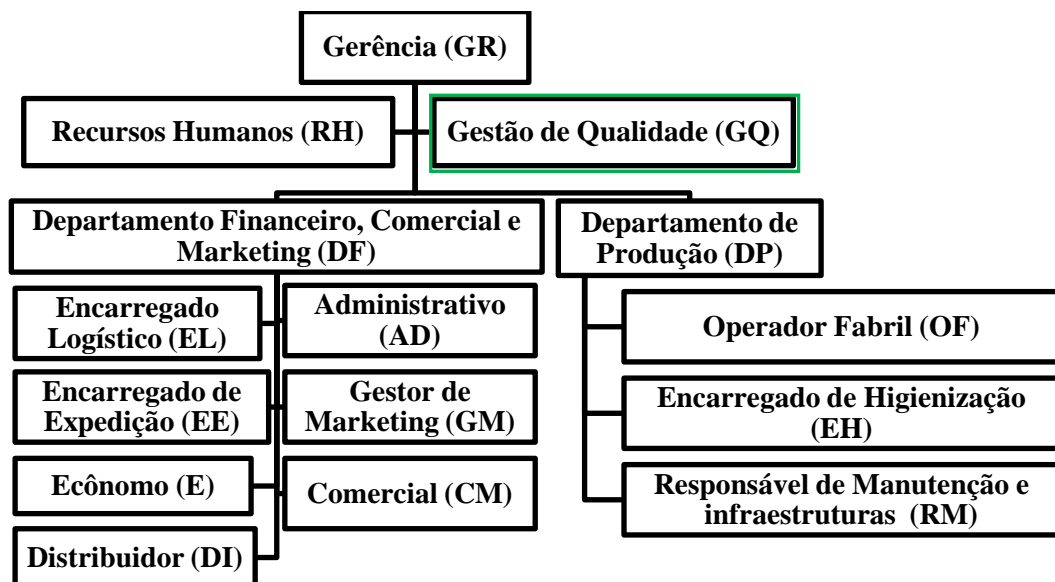 Gerência (GR)
Recursos Humanos (RH)
Gestão de Qualidade (GQ)
Departamento Financeiro, Comercial e
Marketing (DF)
Departamento de
Produção (DP)
Encarregado
Logístico (EL)
Administrativo
(AD)
Operador Fabril (OF)
Encarregado de
Expedição (EE)
Gestor de
Marketing (GM)
Encarregado de Higienização
(EH)
Ecônomo (E)
Comercial (CM)
Responsável de Manutenção e
infraestruturas (RM)
Distribuidor (DI)